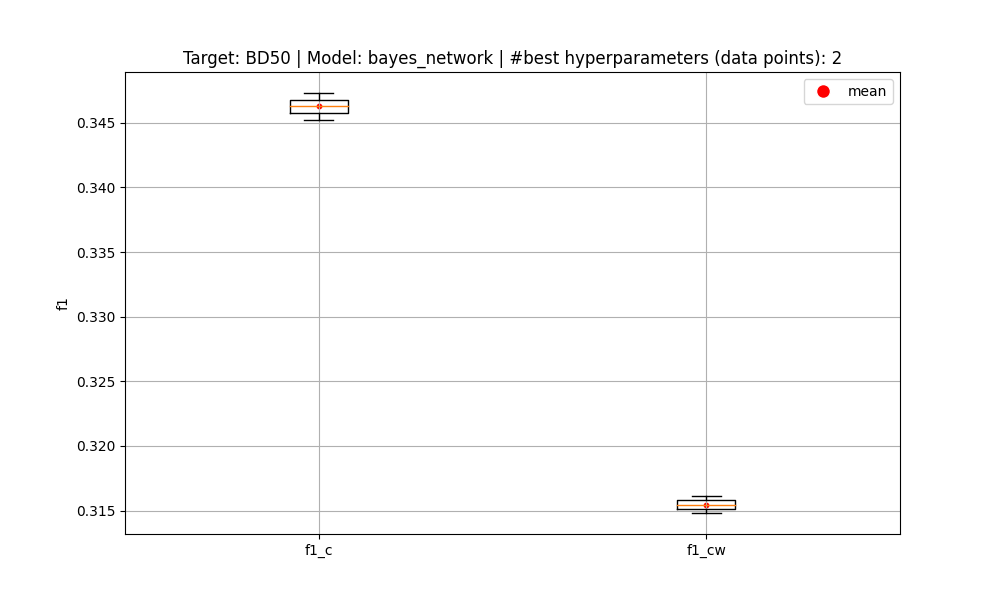 Target: BD50 | Model: bayes_network | #best hyperparameters (data points): 2
mean
0.345
0.340
0.335
0.330
0.325
0.320
0.315
f1
f1_c
f1_cw